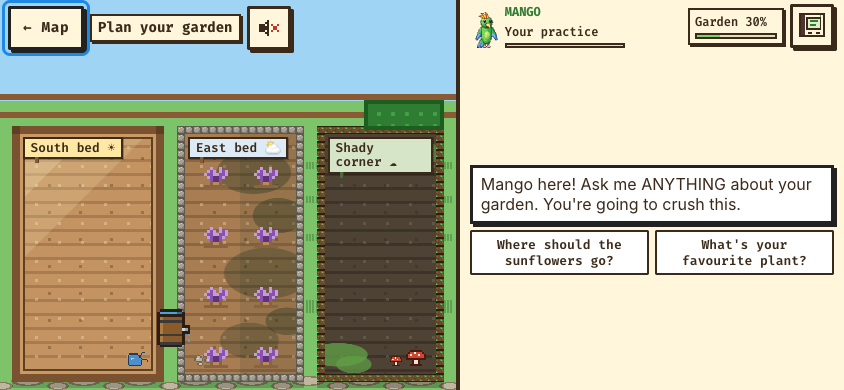 ← Map
Plan your garden
South bed ☀
East bed ⛅
Shady
corner ☁
MANGO
Your practice
Garden 30%
Mango here! Ask me ANYTHING about your
garden. You're going to crush this.
Where should the
sunflowers go?
What's your
favourite plant?